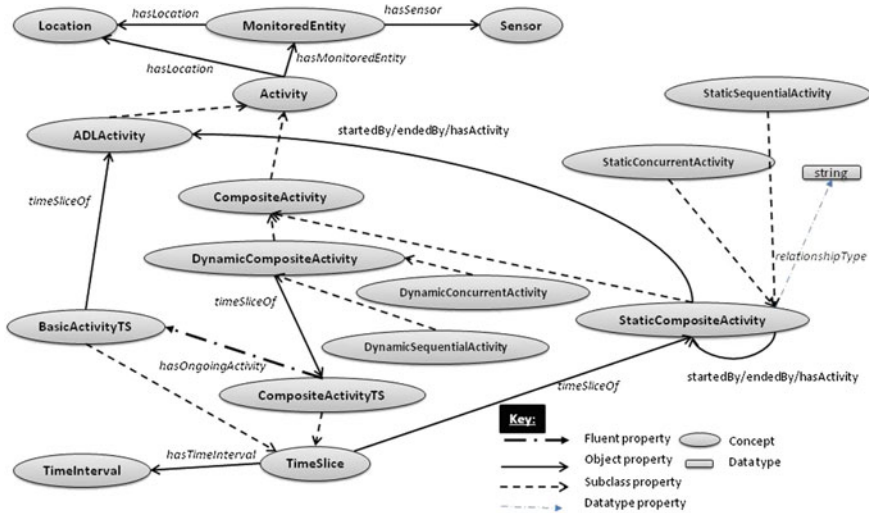 hasLocation
hasSensor
Location
MonitoredEntity
Sensor
hasLocation
hasMonitoredEntity
Activity
StaticSequentialActivity
ADLActivity
startedBy/endedBy/hasActivity
StaticConcurrentActivity
string
timeSliceOf
CompositeActivity
DynamicCompositeActivity
relationshipType
timeSliceOf
DynamicConcurrentActivity
BasicActivityTS
StaticCompositeActivity
DynamicSequentialActivity
hasOngoingActivity
startedBy/endedBy/hasActivity
CompositeActivityTS
timeSliceOf
Key:
Fluent property
Concept
hasTimeInterval
Object property
Data type
TimeInterval
TimeSlice
Subclass property
Datatype property